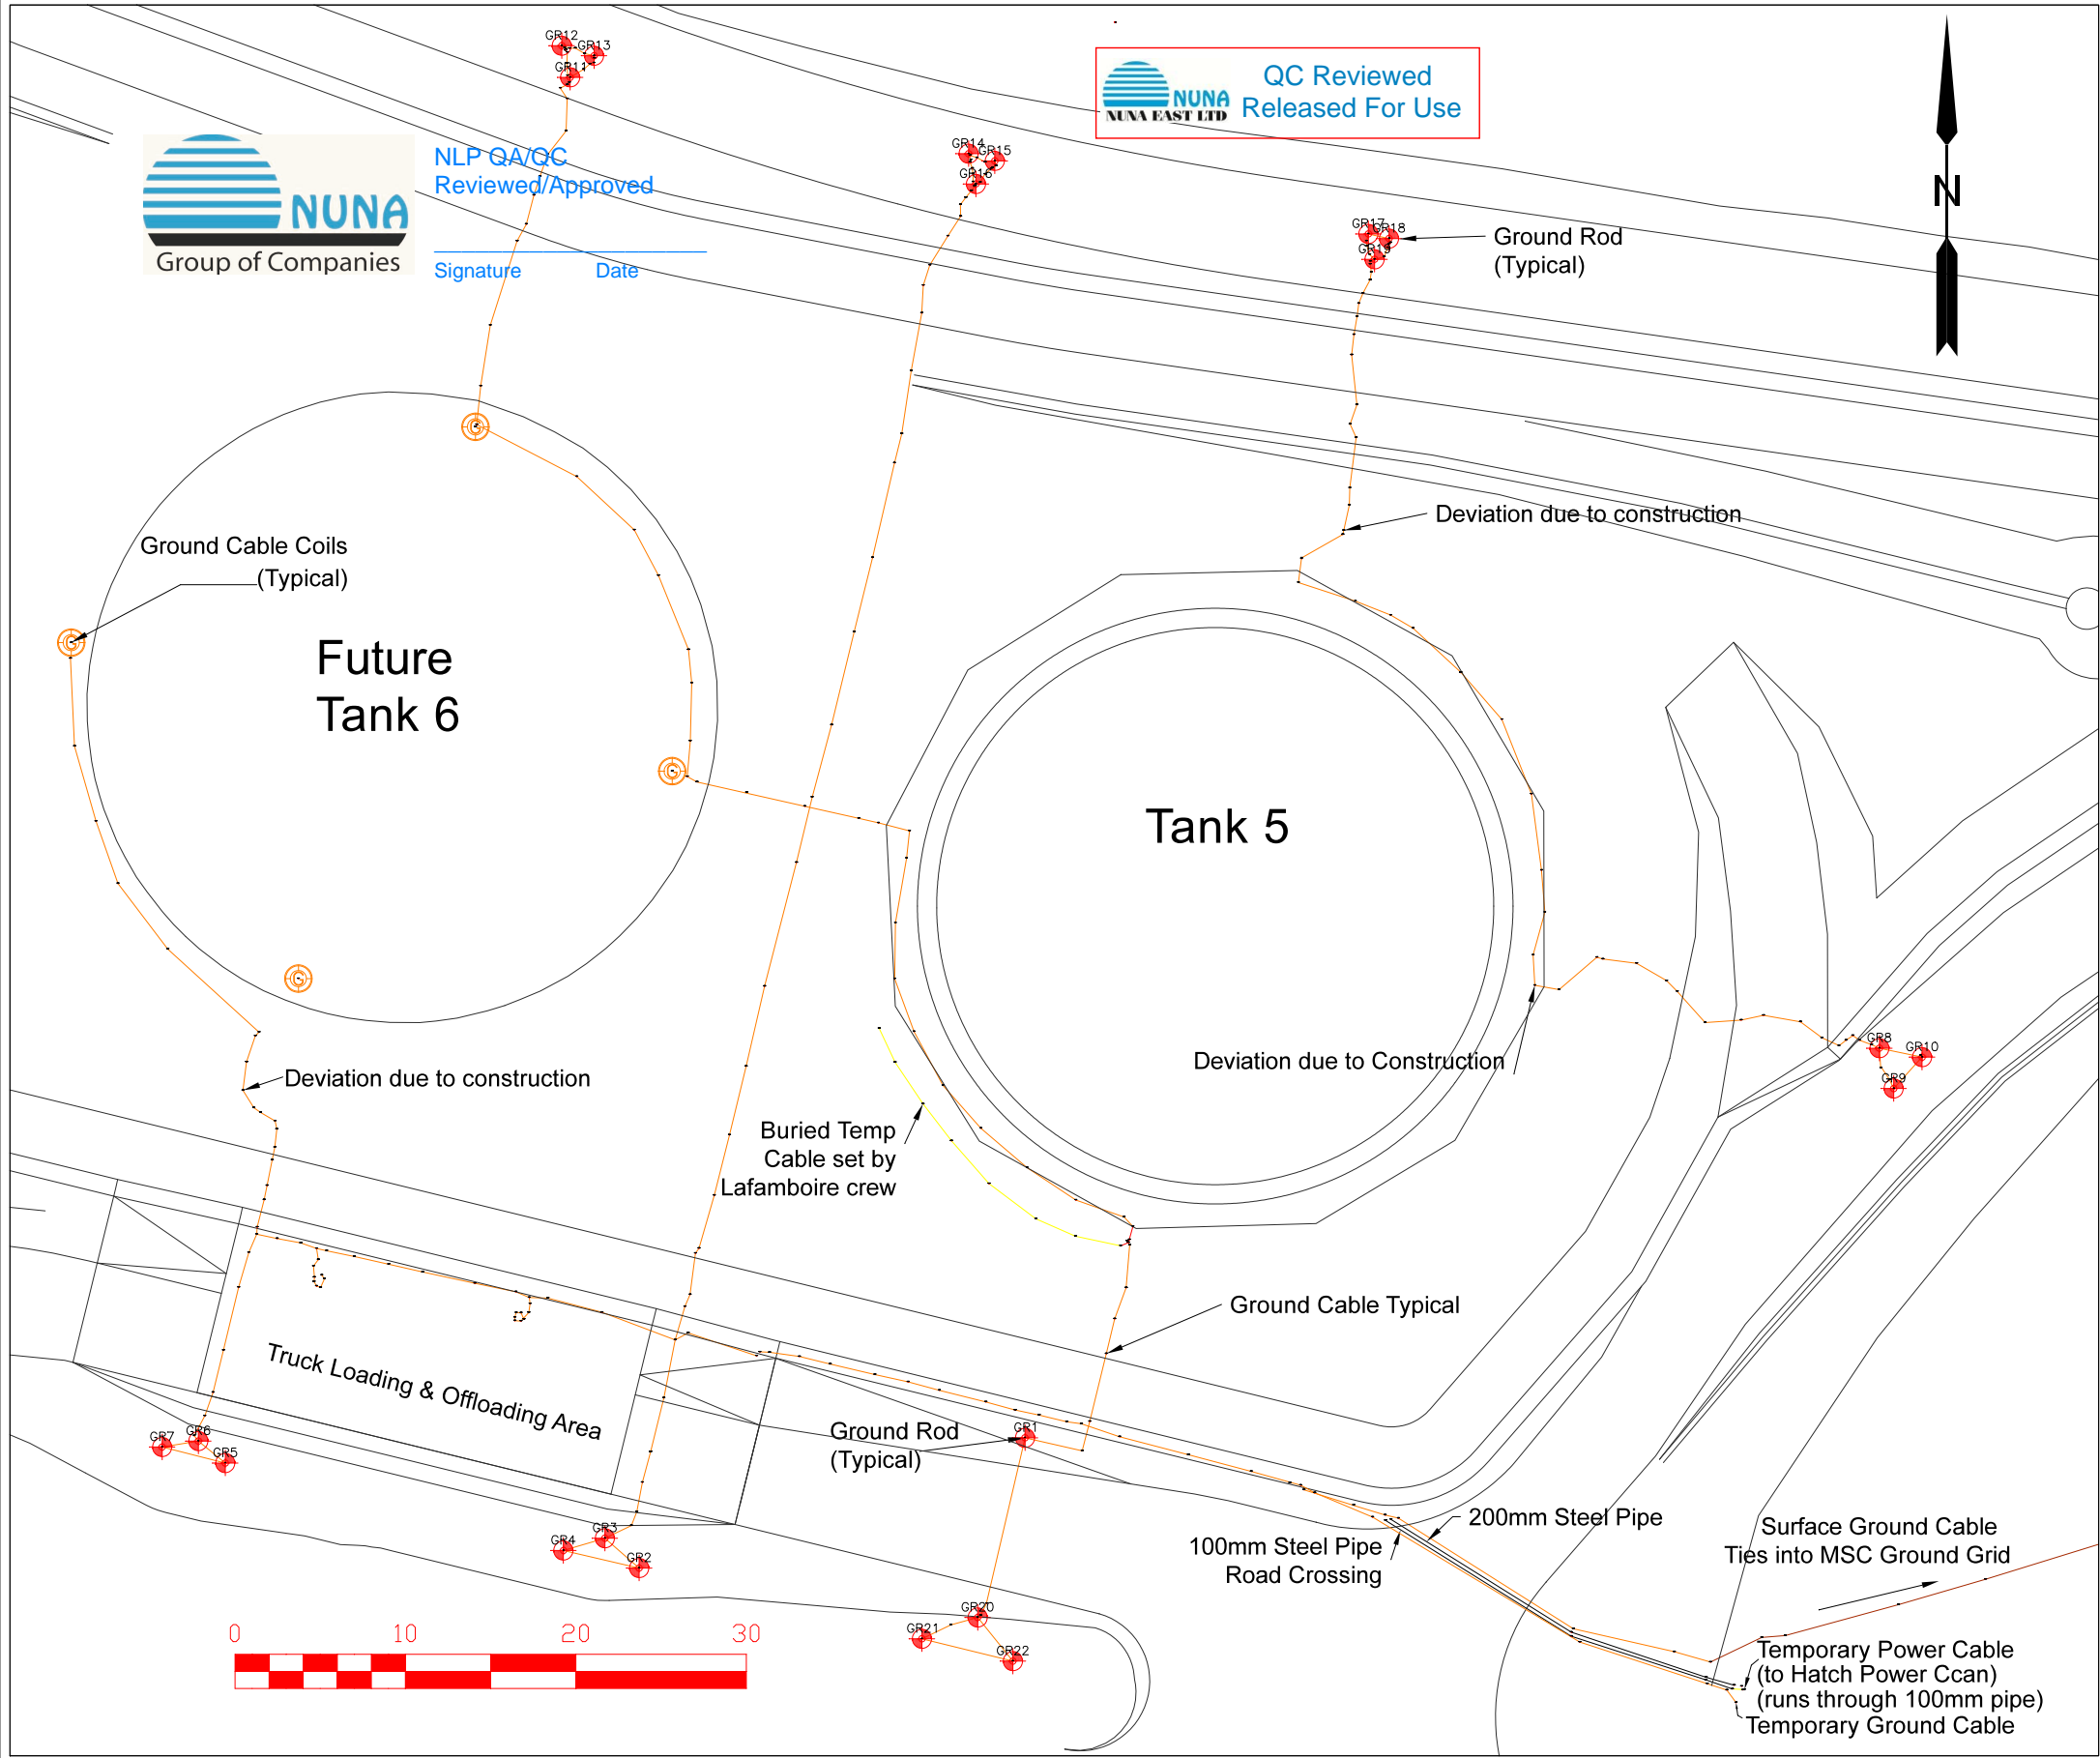 GR12
GR13
GR11
NUNA
NUNA EAST LTD
QC Reviewed
Released For Use
NUNA
Group of Companies
NLP QA/QC
Reviewed/Approved
Signature Date
GR14
GR15
GR16
N
GR17
GR18
GR19
Ground Rod
(Typical)
G
Ground Cable Coils
(Typical)
G
Deviation due to construction
Future
Tank 6
G
Tank 5
G
Deviation due to construction
Deviation due to Construction
GR8
GR10
GR9
Buried Temp
Cable set by
Lafamboire crew
Ground Cable Typical
Truck Loading & Offloading Area
GR7
GR6
GR5
Ground Rod
(Typical)
GR1
GR4
GR3
GR2
200mm Steel Pipe
100mm Steel Pipe
Road Crossing
Surface Ground Cable
Ties into MSC Ground Grid
GR20
GR21
GR22
0 10 20 30
Temporary Power Cable
(to Hatch Power Ccan)
(runs through 100mm pipe)
Temporary Ground Cable